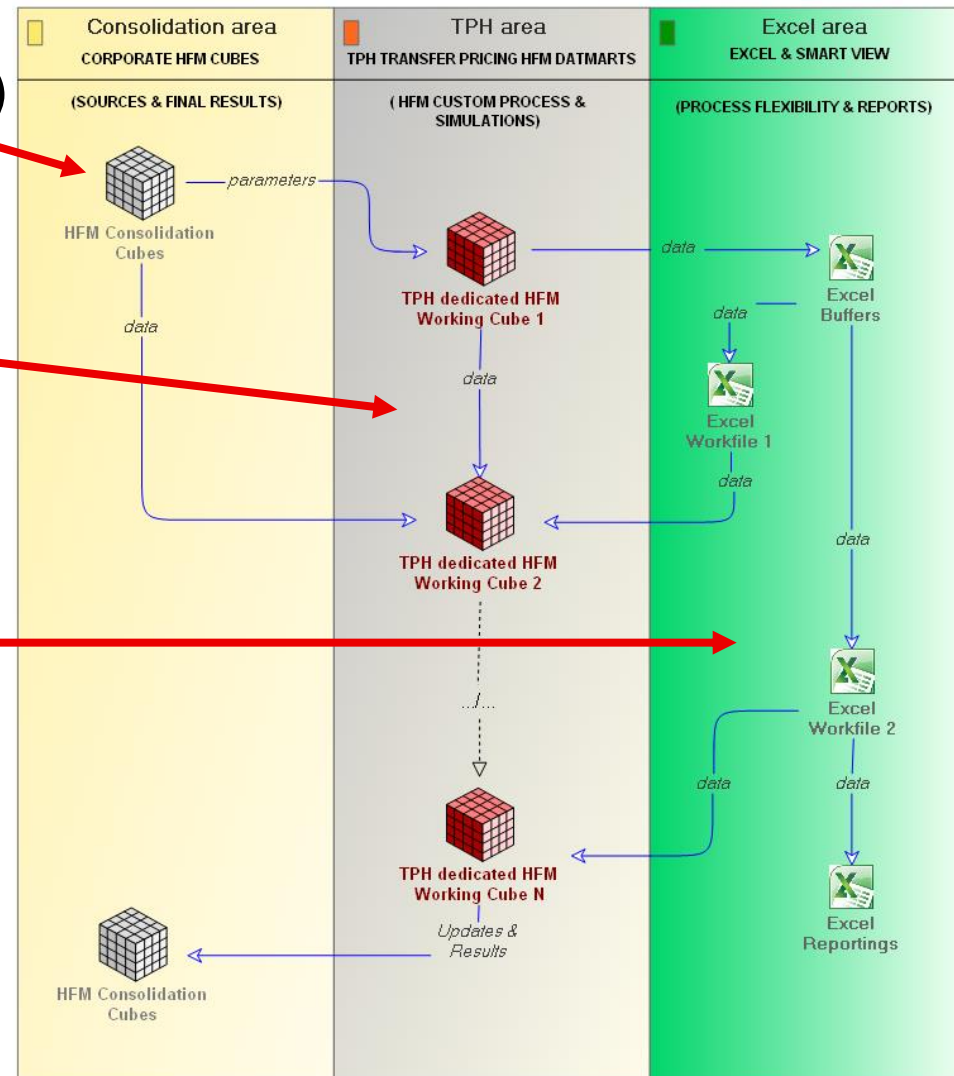 Consolidation area
CORPORATE HFM CUBES
(SOURCES & FINAL RESULTS)
TPH area
TPH TRANSFER PRICING HFM DATMARTS
( HFM CUSTOM PROCESS &
SIMULATIONS)
Excel area
EXCEL & SMART VIEW
(PROCESS FLEXIBILITY & REPORTS)
)
parameters
HFM Consolidation
Cubes
data
TPH dedicated HFM
Working Cube 1
data
Excel
Buffers
data
data
Excel
Workfile 1
data
data
TPH dedicated HFM
Working Cube 2
data
.../...
Excel
Workfile 2
data
data
TPH dedicated HFM
Working Cube N
Updates &
Results
Excel
Reportings
HFM Consolidation
Cubes